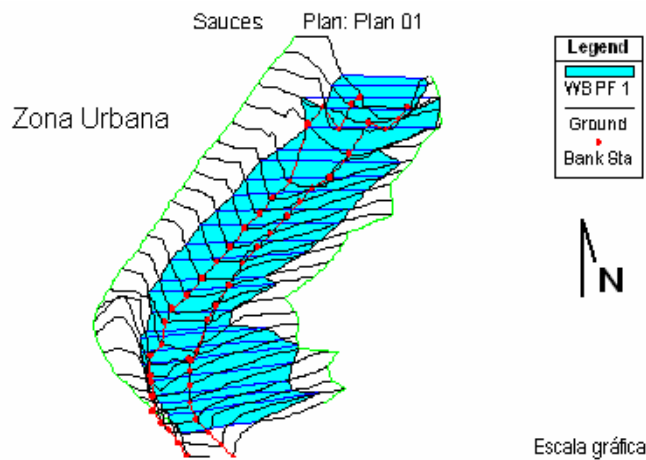 Sauces Plan: Plan 01
Legend
WS PF 1
Ground
Bank Sta
Zona Urbana
N
Escala gráfica